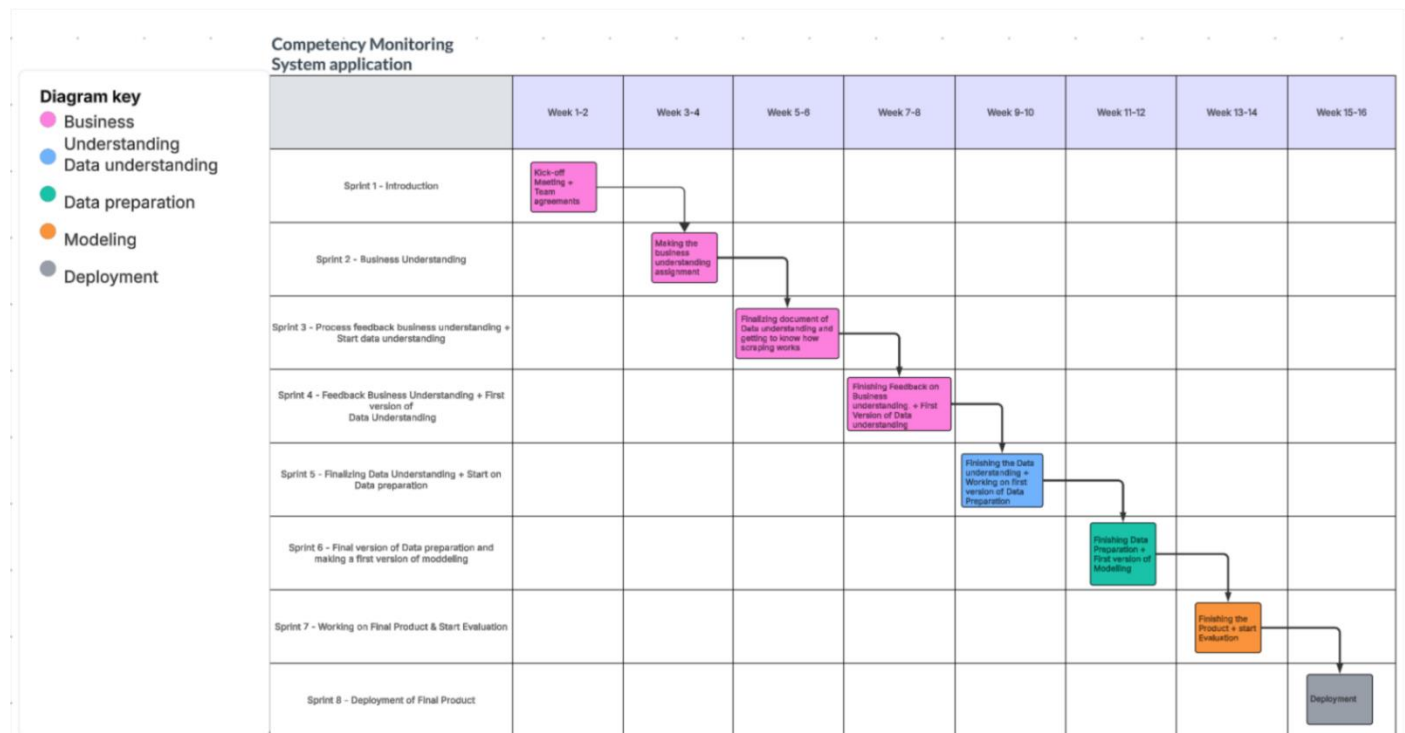 Competency Monitoring
System application
Diagram key
Business
Understanding
Data understanding
Data preparation
Modeling
Deployment
Week 1-2
Week 3-4
Week 5-6
Week 7-8
Week 9-10
Week 11-12
Week 13-14
Week 15-16
Sprint 1 - Introduction
Kick-off
Meeting +
Team
agreements
Sprint 2 - Business Understanding
Making the
business
understanding
assignment
Sprint 3 - Process feedback business understanding +
Start data understanding
Finalizing document of
Data understanding and
getting to know how
scraping works
Sprint 4 - Feedback Business Understanding + First
version of
Data Understanding
Finishing Feedback on
Business
understanding + First
Version of Data
understanding
Sprint 5 - Finalizing Data Understanding + Start on
Data preparation
Finishing the Data
understanding +
Working on first
version of Data
Preparation
Sprint 6 - Final version of Data preparation and
making a first version of moddeling
Finishing Data
Preparation +
First version of
Modelling
Sprint 7 - Working on Final Product & Start Evaluation
Finishing the
Product + start
Evaluation
Sprint 8 - Deployment of Final Product
Deployment